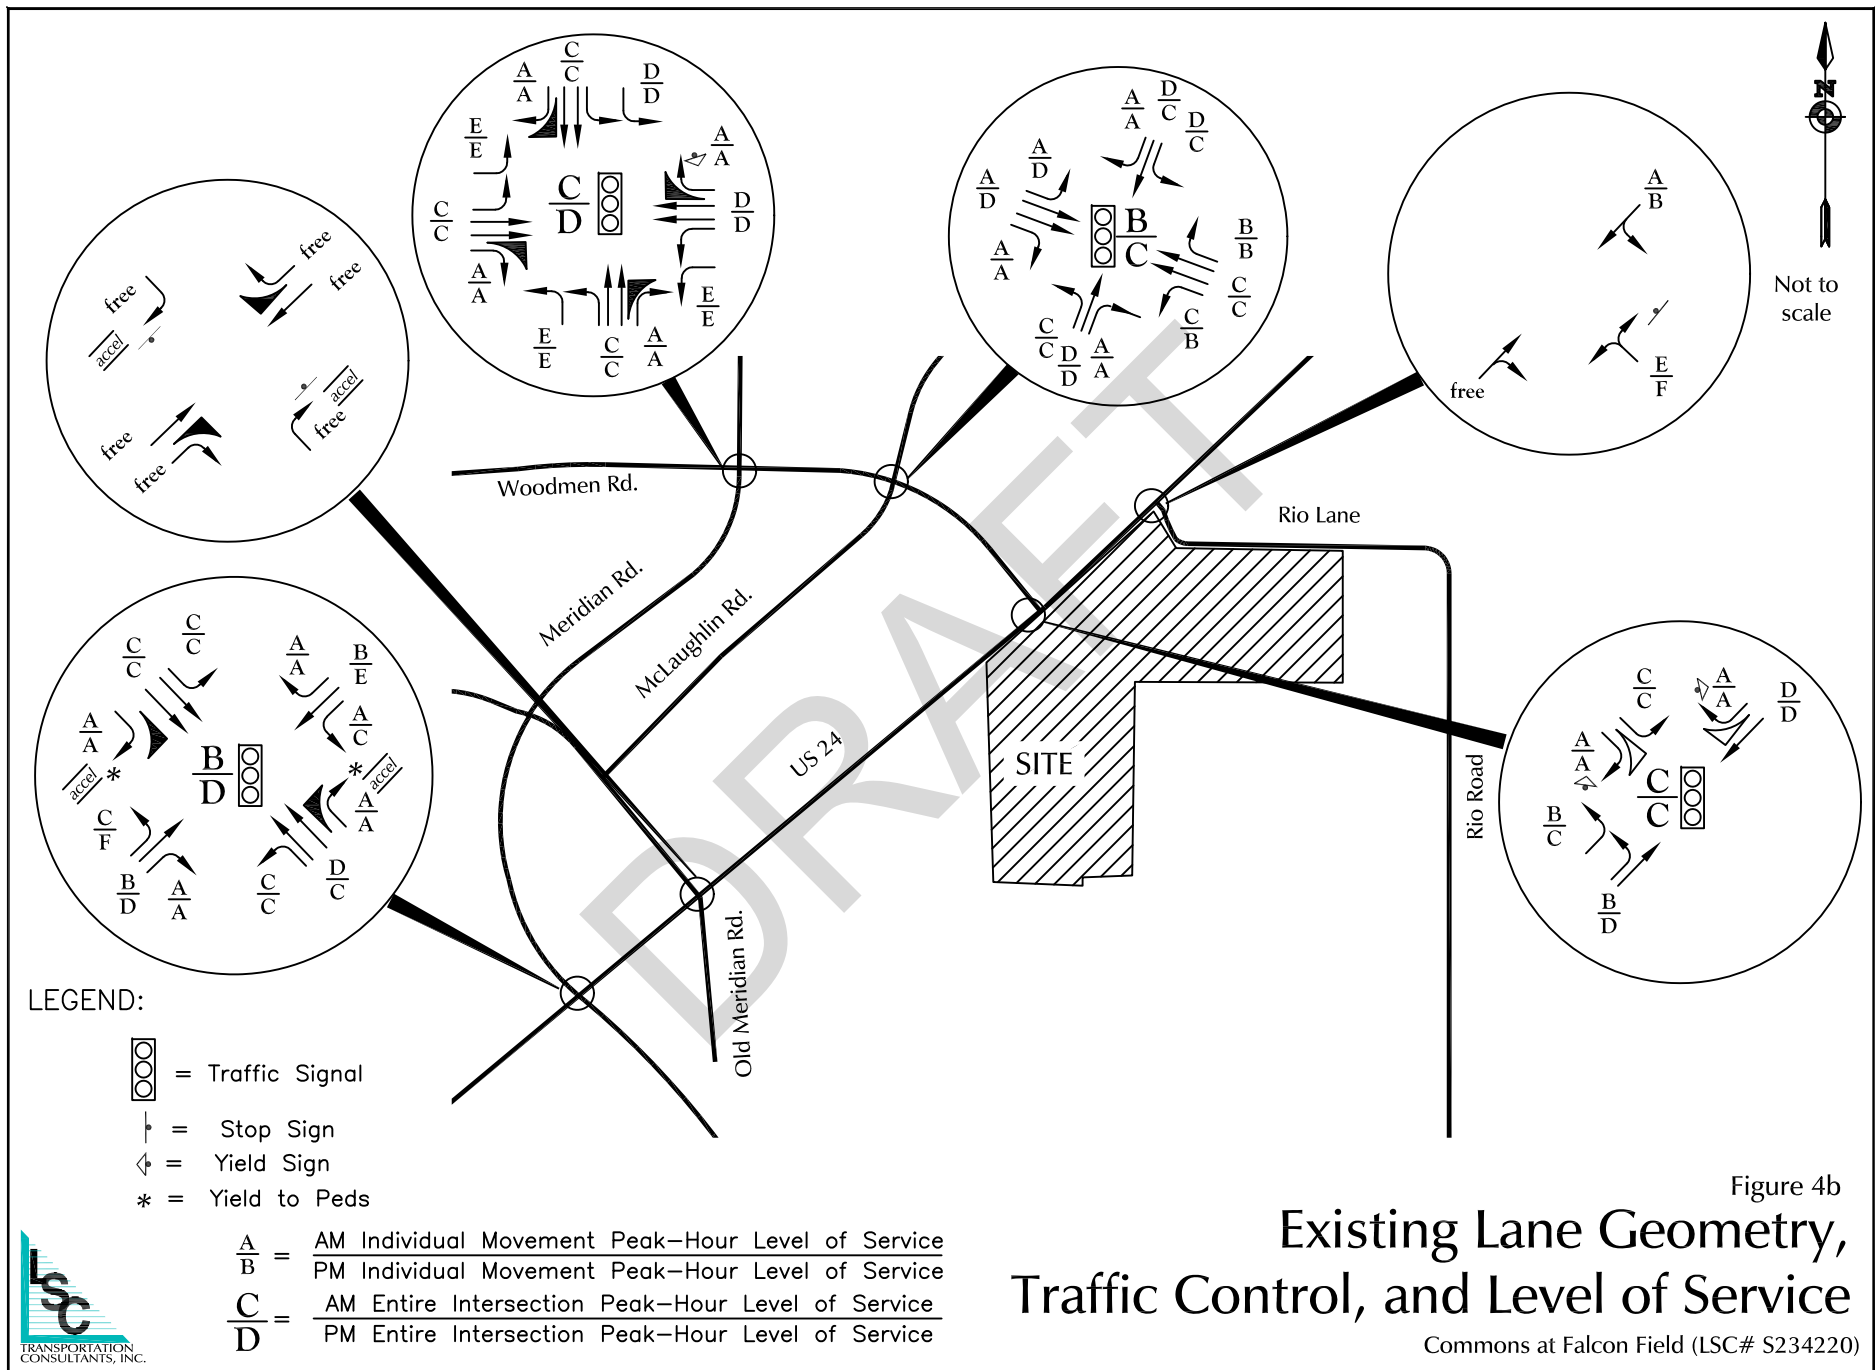 C
C
A
A
D
D
E
E
A
A
C
D
C
C
D
D
A
A
E
E
E
E
C
C
A
A
A
A
D
C
D
C
A
D
A
D
A
A
B
C
B
B
C
C
C
B
C
C
D
D
A
A
A
B
free
E
F
N
Not to
scale
free
free
free
accel
accel
free
free
free
Woodmen Rd.
Meridian Rd.
McLaughlin Rd.
US 24
Old Meridian Rd.
Rio Lane
Rio Road
SITE
DRAFT
C
C
C
C
A
A
B
E
A
A
A
C
accel
*
B
D
*
accel
A
A
C
F
B
D
A
A
C
C
D
C
C
C
A
A
D
D
A
A
C
C
B
C
B
D
LEGEND:
= Traffic Signal
= Stop Sign
= Yield Sign
* = Yield to Peds
A
B
=
AM Individual Movement Peak-Hour Level of Service
PM Individual Movement Peak-Hour Level of Service
C
D
=
AM Entire Intersection Peak-Hour Level of Service
PM Entire Intersection Peak-Hour Level of Service
LSC
TRANSPORTATION
CONSULTANTS, INC.
Figure 4b
Existing Lane Geometry,
Traffic Control, and Level of Service
Commons at Falcon Field (LSC# S234220)